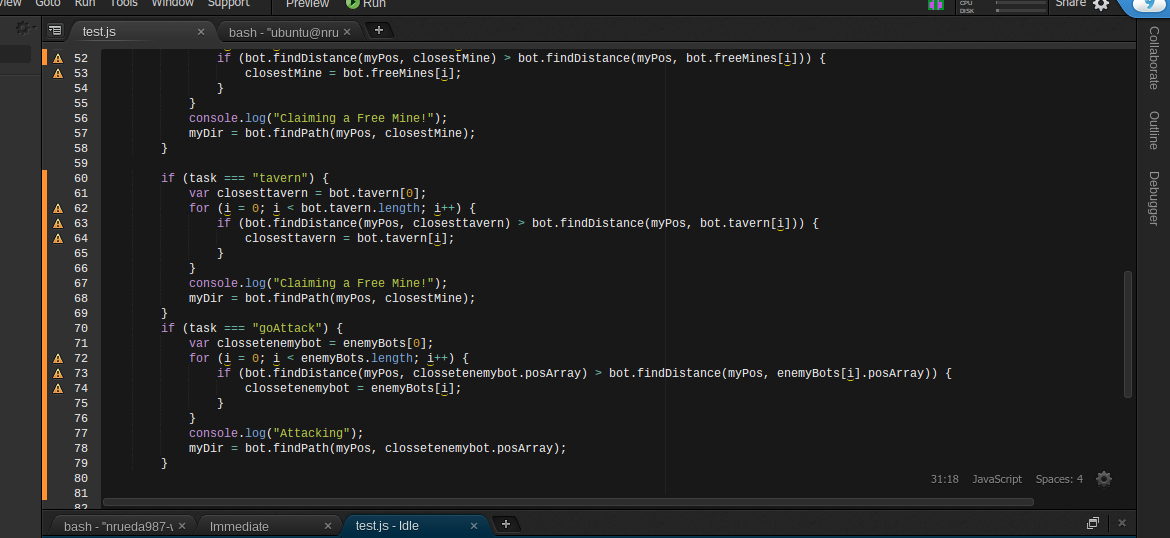 View Goto Run Tools Window Support Preview Run CPU DISK Share
test.js × bash - "ubuntu@nru × +
52 if (bot.findDistance(myPos, closestMine) > bot.findDistance(myPos, bot.freeMines[i])) {
53 closestMine = bot.freeMines[i];
54 }
55 }
56 console.log("Claiming a Free Mine!");
57 myDir = bot.findPath(myPos, closestMine);
58 }
59
60 if (task === "tavern") {
61 var closesttavern = bot.tavern[0];
62 for (i = 0; i < bot.tavern.length; i++) {
63 if (bot.findDistance(myPos, closesttavern) > bot.findDistance(myPos, bot.tavern[i])) {
64 closesttavern = bot.tavern[i];
65 }
66 }
67 console.log("Claiming a Free Mine!");
68 myDir = bot.findPath(myPos, closestMine);
69 }
70 if (task === "goAttack") {
71 var clossetenemybot = enemyBots[0];
72 for (i = 0; i < enemyBots.length; i++) {
73 if (bot.findDistance(myPos, clossetenemybot.posArray) > bot.findDistance(myPos, enemyBots[i].posArray)) {
74 clossetenemybot = enemyBots[i];
75 }
76 }
77 console.log("Attacking");
78 myDir = bot.findPath(myPos, clossetenemybot.posArray);
79 }
80
81
82
31:18 JavaScript Spaces: 4
Collaborate
Outline
Debugger
bash - "nrueda987-v × Immediate × test.js - Idle × +